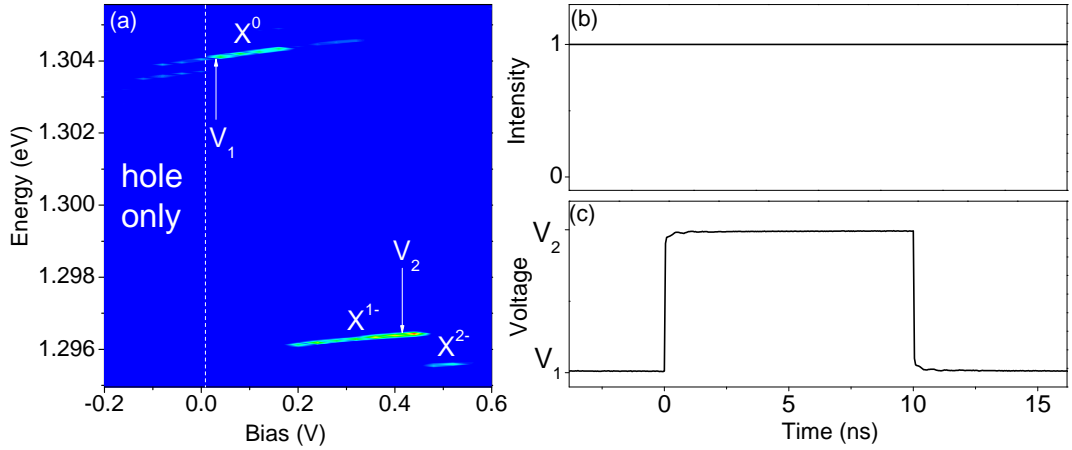 (a)
X⁰
V₁
hole
only
V₂
X¹⁻
X²⁻
1.304
1.302
1.300
1.298
1.296
Energy (eV)
-0.2 0.0 0.2 0.4 0.6
Bias (V)
(b)
1
0
Intensity
(c)
V₂
V₁
Voltage
0 5 10 15
Time (ns)